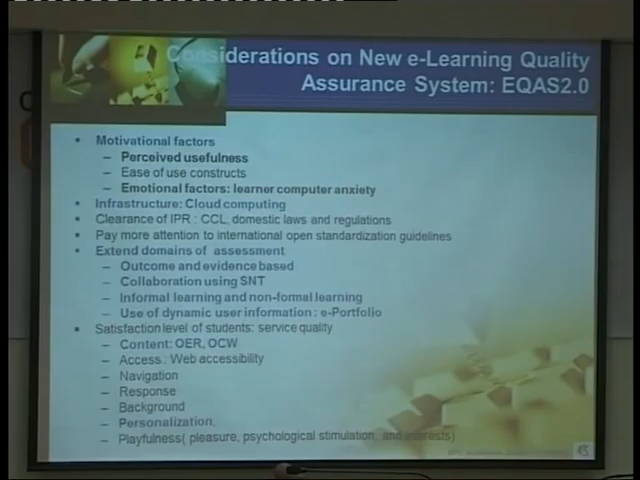 Considerations on New e-Learning Quality
Assurance System: EQAS2.0
• Motivational factors
– Perceived usefulness
– Ease of use constructs
– Emotional factors: learner computer anxiety
• Infrastructure: Cloud computing
• Clearance of IPR : CCL, domestic laws and regulations
• Pay more attention to international open standardization guidelines
• Extend domains of assessment
– Outcome and evidence based
– Collaboration using SNT
– Informal learning and non-formal learning
– Use of dynamic user information : e-Portfolio
• Satisfaction level of students: service quality
– Content: OER, OCW
– Access : Web accessibility
– Navigation
– Response
– Background
– Personalization,
– Playfulness( pleasure, psychological stimulation, and interests)